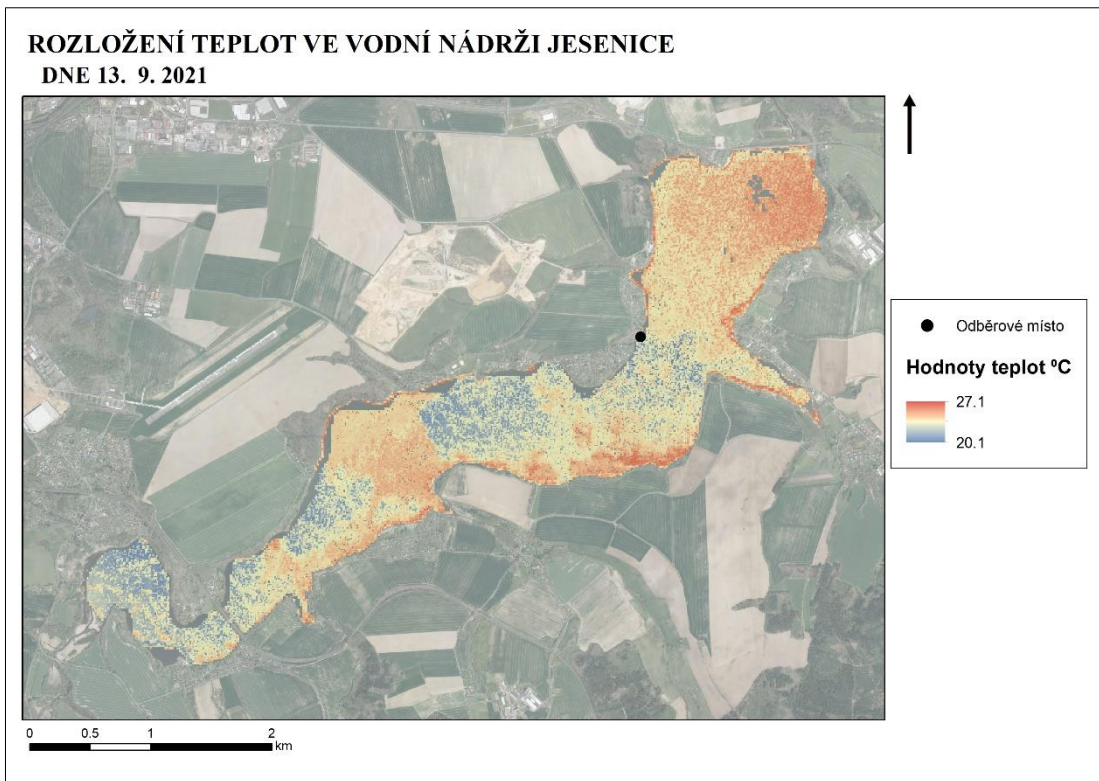 ROZLOŽENÍ TEPLOT VE VODNÍ NÁDRŽI JESENICE
DNE 13. 9. 2021
Odběrové místo
Hodnoty teplot ºC
27.1
20.1
0 0.5 1 2
km